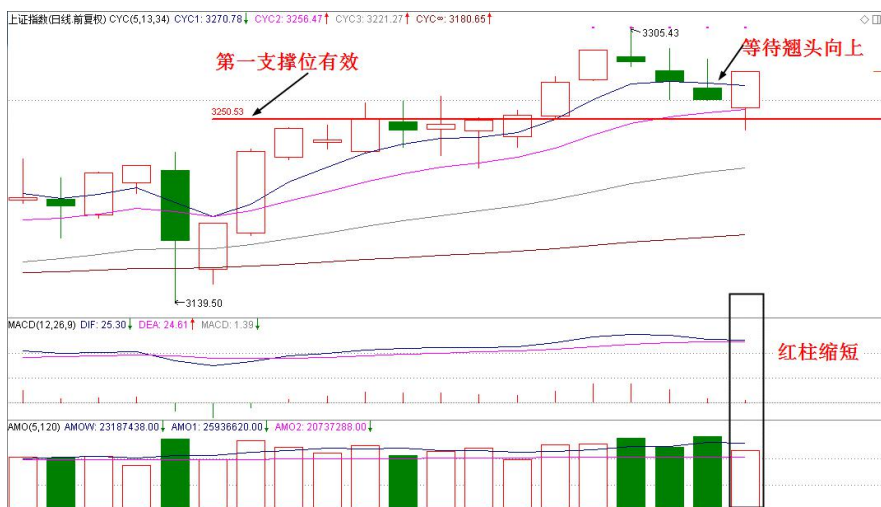 上证指数(日线.前复权) CYC(5,13,34) CYC1: 3270.78↓ CYC2: 3256.47↑ CYC3: 3221.27↑ CYC∞: 3180.65↑
3305.43
等待翘头向上
第一支撑位有效
3250.53
3139.50
MACD(12,26,9) DIF: 25.30↓ DEA: 24.61↑ MACD: 1.39↓
红柱缩短
AMO(5,120) AMOW: 23187438.00↓ AMO1: 25936620.00↓ AMO2: 20737288.00↑